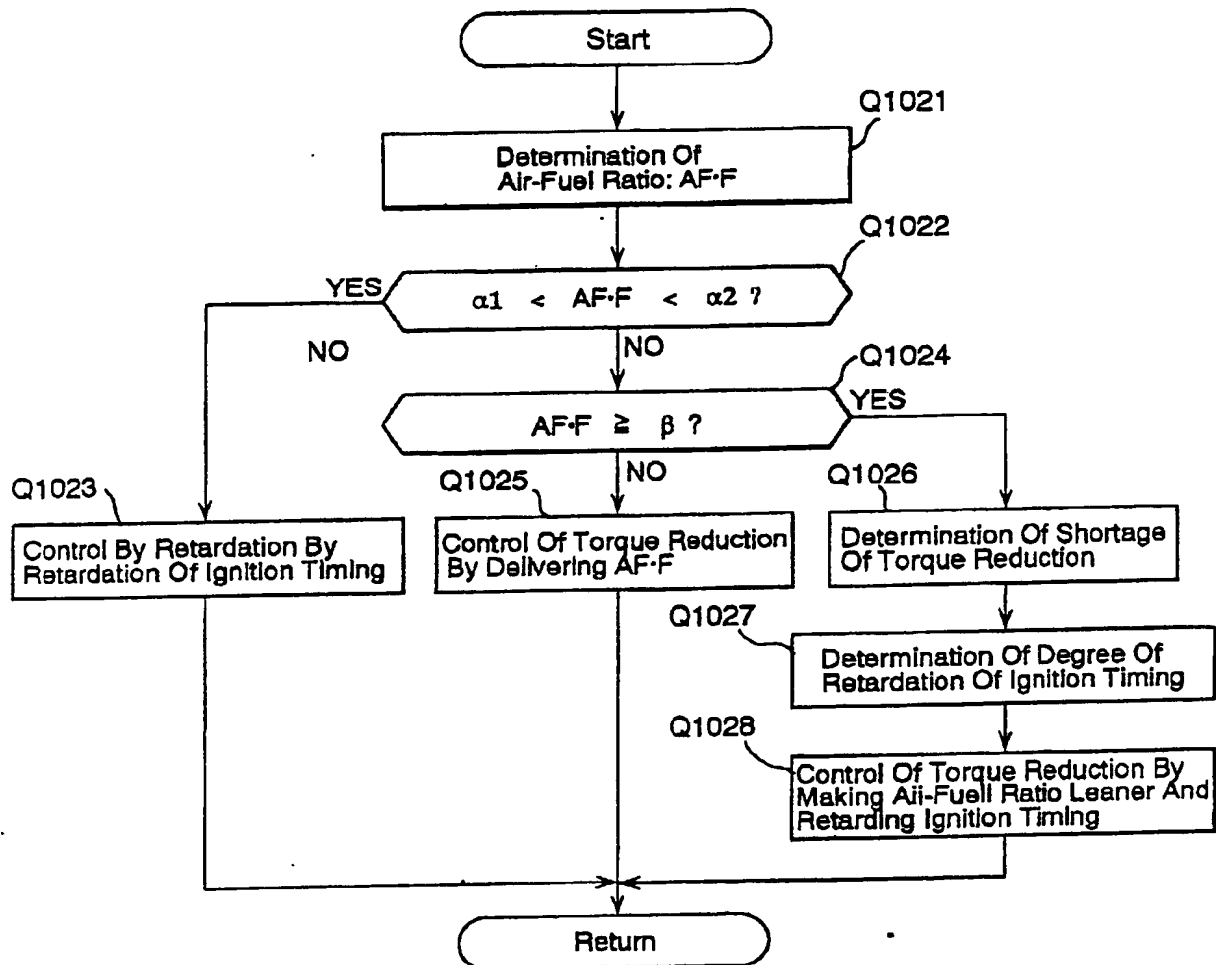 Start
Q1021
Determination Of
Air-Fuel Ratio: AF·F
Q1022
YES
α1 < AF·F < α2 ?
NO
NO
Q1024
YES
AF·F ≧ β ?
NO
Q1023
Control By Retardation By
Retardation Of Ignition Timing
Q1025
Control Of Torque Reduction
By Delivering AF·F
Q1026
Determination Of Shortage
Of Torque Reduction
Q1027
Determination Of Degree Of
Retardation Of Ignition Timing
Q1028
Control Of Torque Reduction By
Making Aii-Fuell Ratio Leaner And
Retarding Ignition Timing
Return